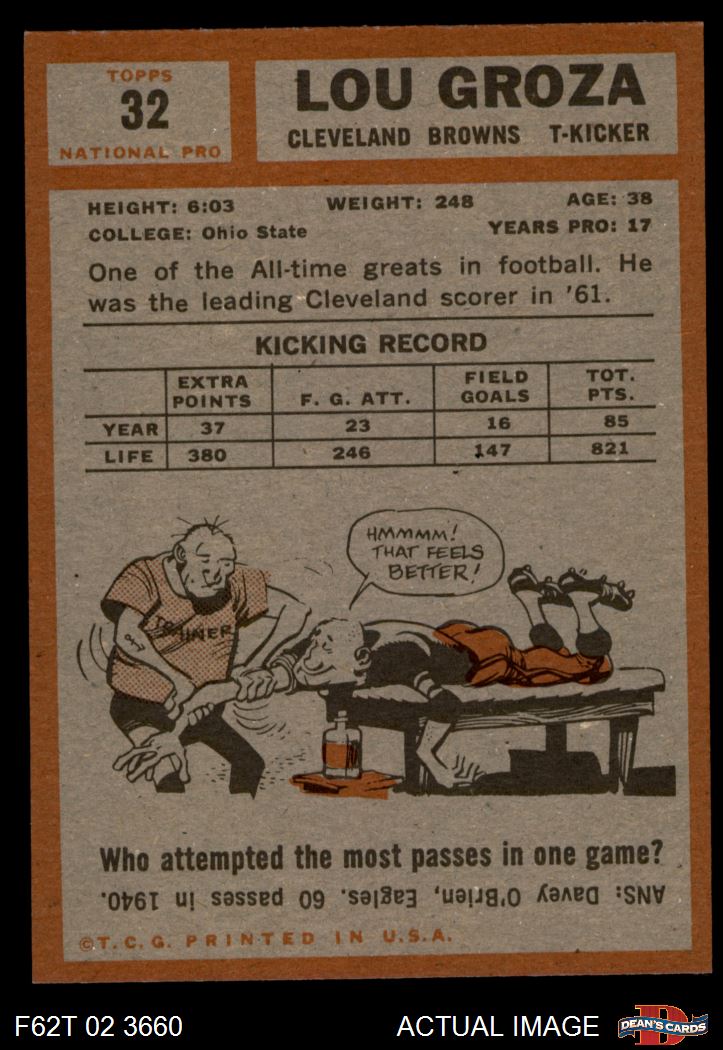 TOPPS
32
NATIONAL PRO
LOU GROZA
CLEVELAND BROWNS T-KICKER
HEIGHT: 6:03 WEIGHT: 248 AGE: 38
COLLEGE: Ohio State YEARS PRO: 17
One of the All-time greats in football. He
was the leading Cleveland scorer in '61.
KICKING RECORD
EXTRA POINTS F. G. ATT. FIELD GOALS TOT. PTS.
YEAR 37 23 16 85
LIFE 380 246 147 821
HMMMMM!
THAT FEELS
BETTER!
TRAINER
Who attempted the most passes in one game?
ANS: Davey O'Brien, Eagles. 60 passes in 1940.
©T.C.G. PRINTED IN U.S.A.
F62T 02 3660 ACTUAL IMAGE
D
DEAN'S CARDS